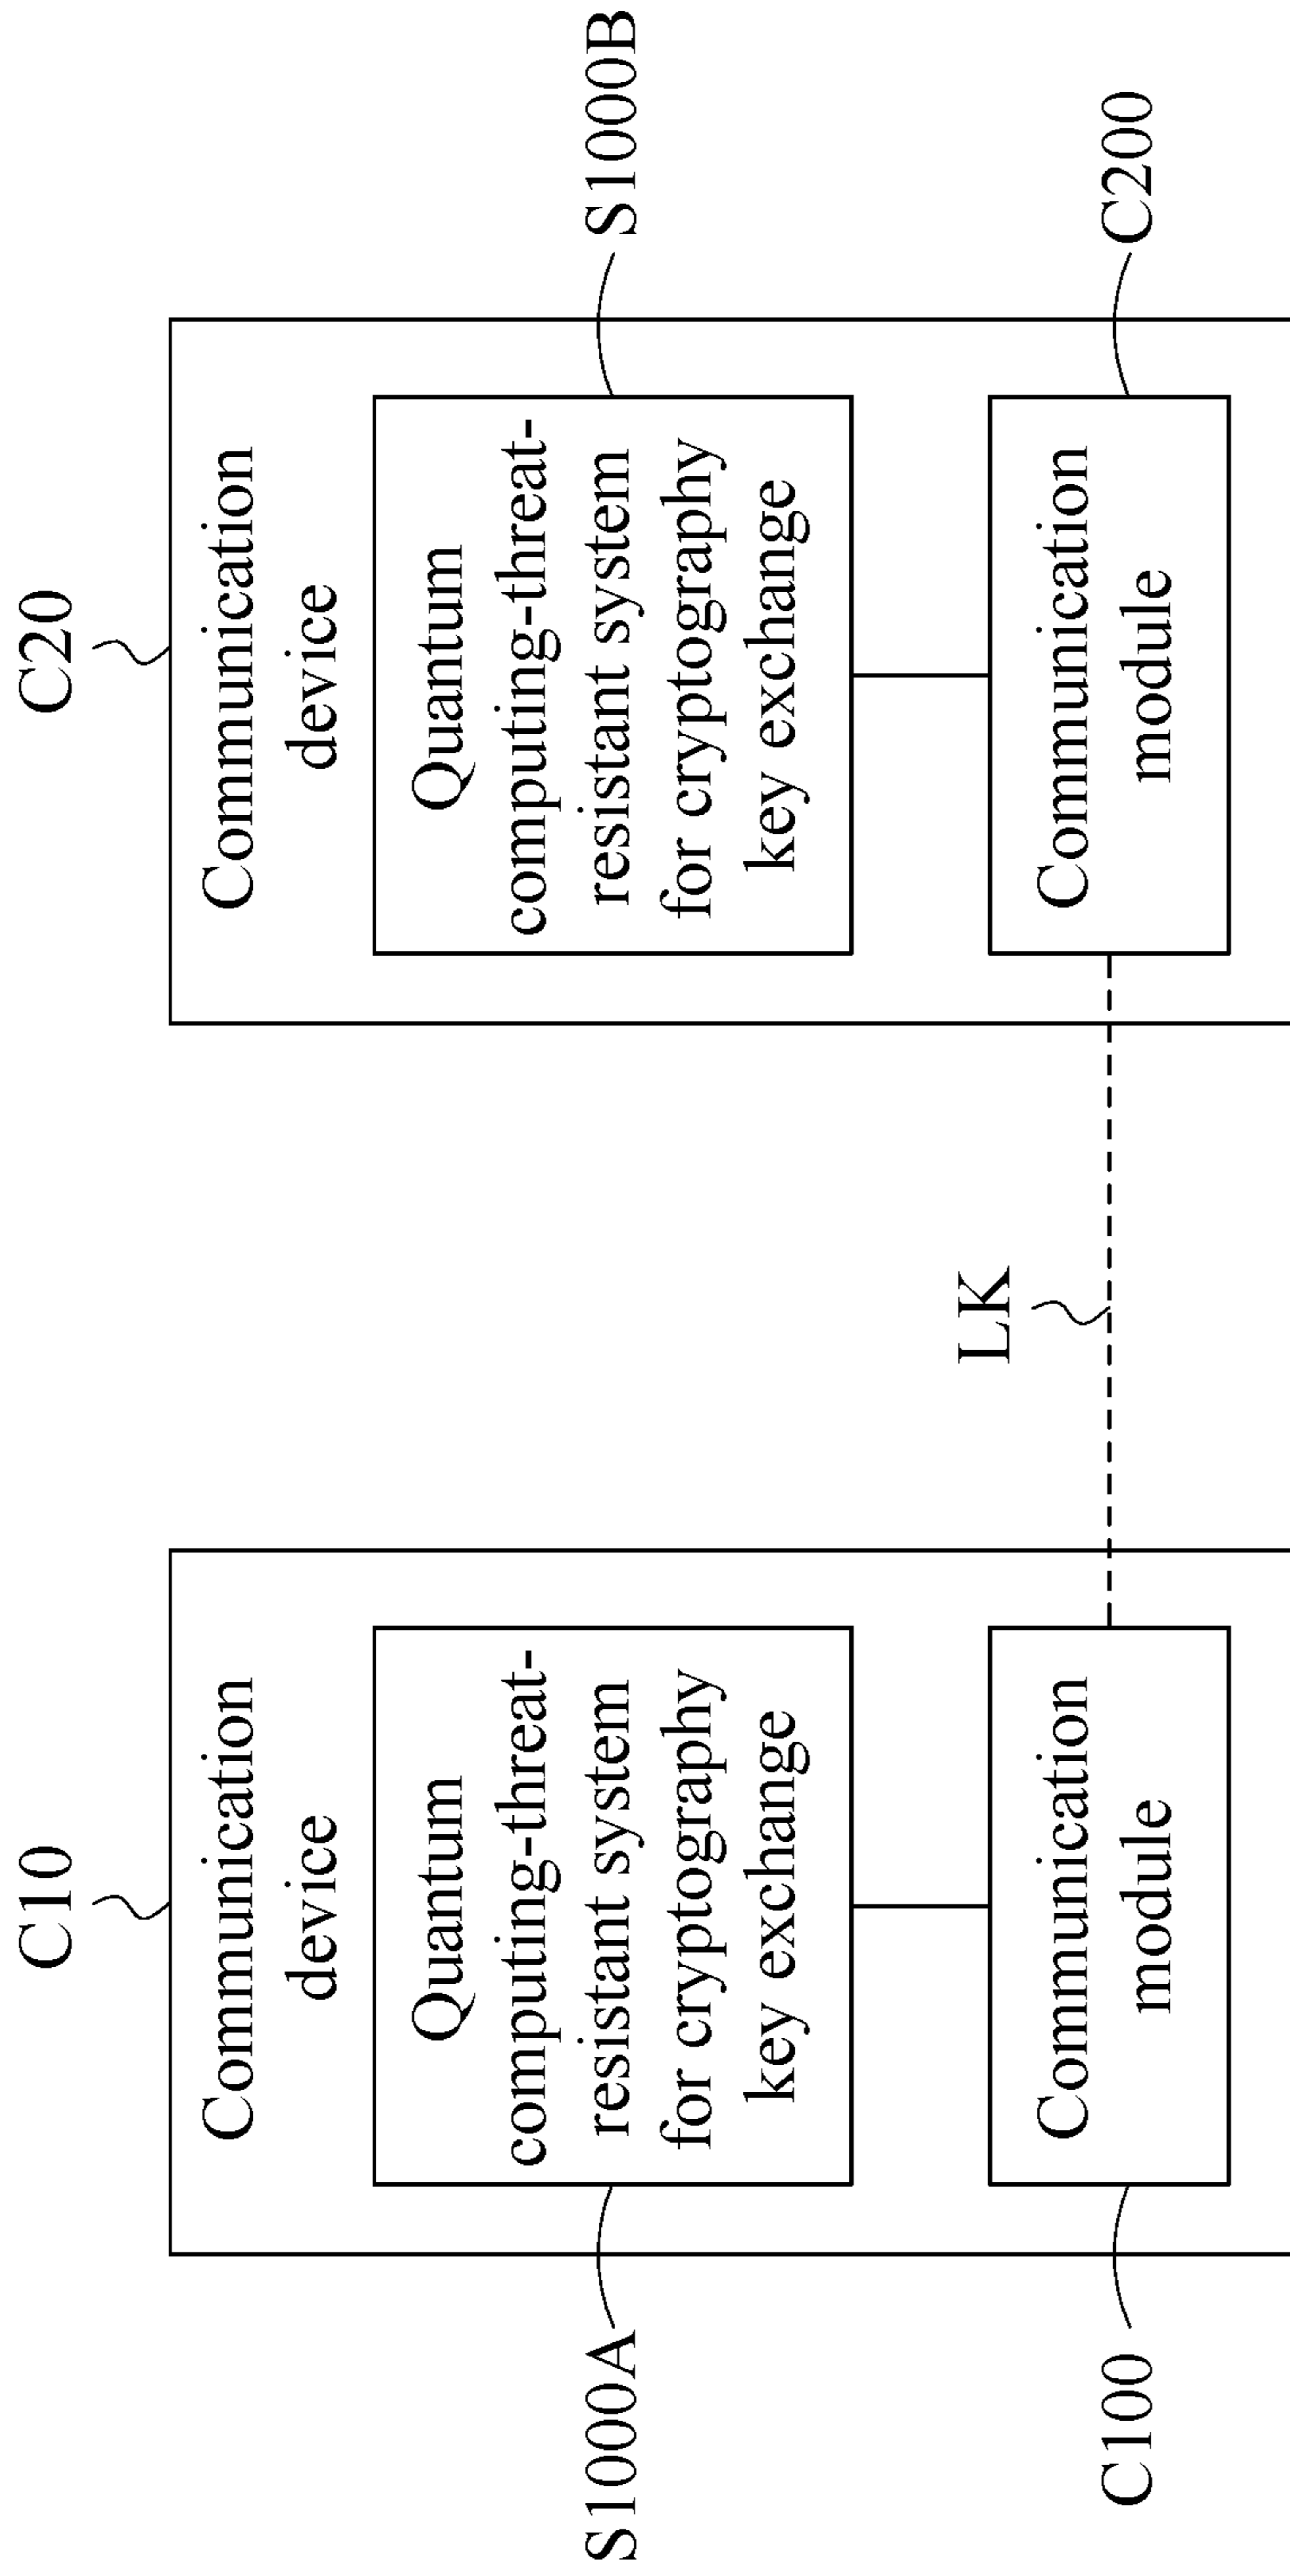 C10
Communication
device
S1000A
Quantum
computing-threat-
resistant system
for cryptography
key exchange
C100
Communication
module
LK
C20
Communication
device
S1000B
Quantum
computing-threat-
resistant system
for cryptography
key exchange
C200
Communication
module